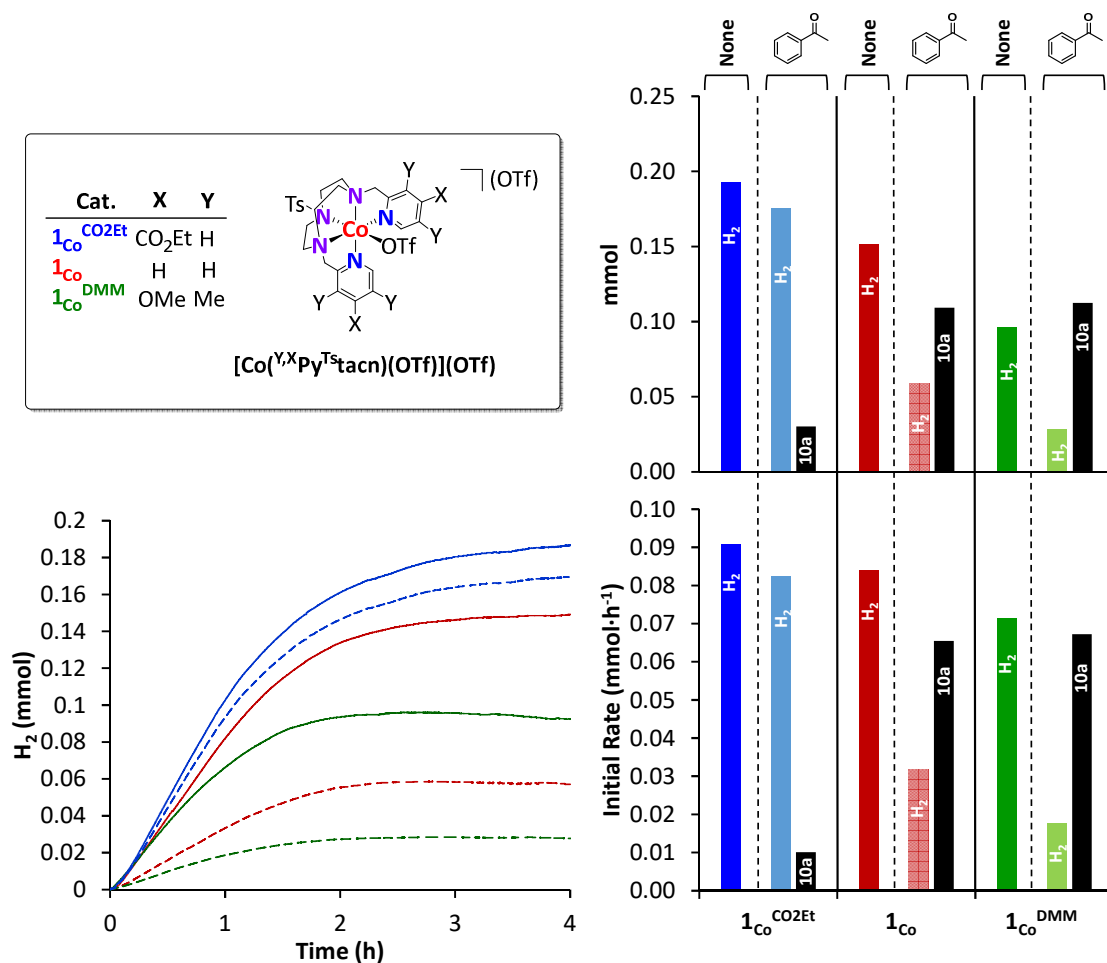 Cat. X Y
1Co^CO2Et CO2Et H
1Co H H
1Co^DMM OMe Me
Y
X
Y
(OTf)
Ts
N
N
N
N
Co
N
OTf
Y
Y
X
[Co(Y,XPyTstacn)(OTf)](OTf)
H2 (mmol)
0.2
0.18
0.16
0.14
0.12
0.1
0.08
0.06
0.04
0.02
0
0 1 2 3 4
Time (h)
None
O
None
O
None
O
mmol
0.25
0.20
0.15
0.10
0.05
0.00
H2
H2
10a
H2
H2
10a
H2
H2
10a
Initial Rate (mmol·h-1)
0.10
0.09
0.08
0.07
0.06
0.05
0.04
0.03
0.02
0.01
0.00
H2
H2
10a
H2
H2
10a
H2
H2
10a
1Co^CO2Et 1Co 1Co^DMM